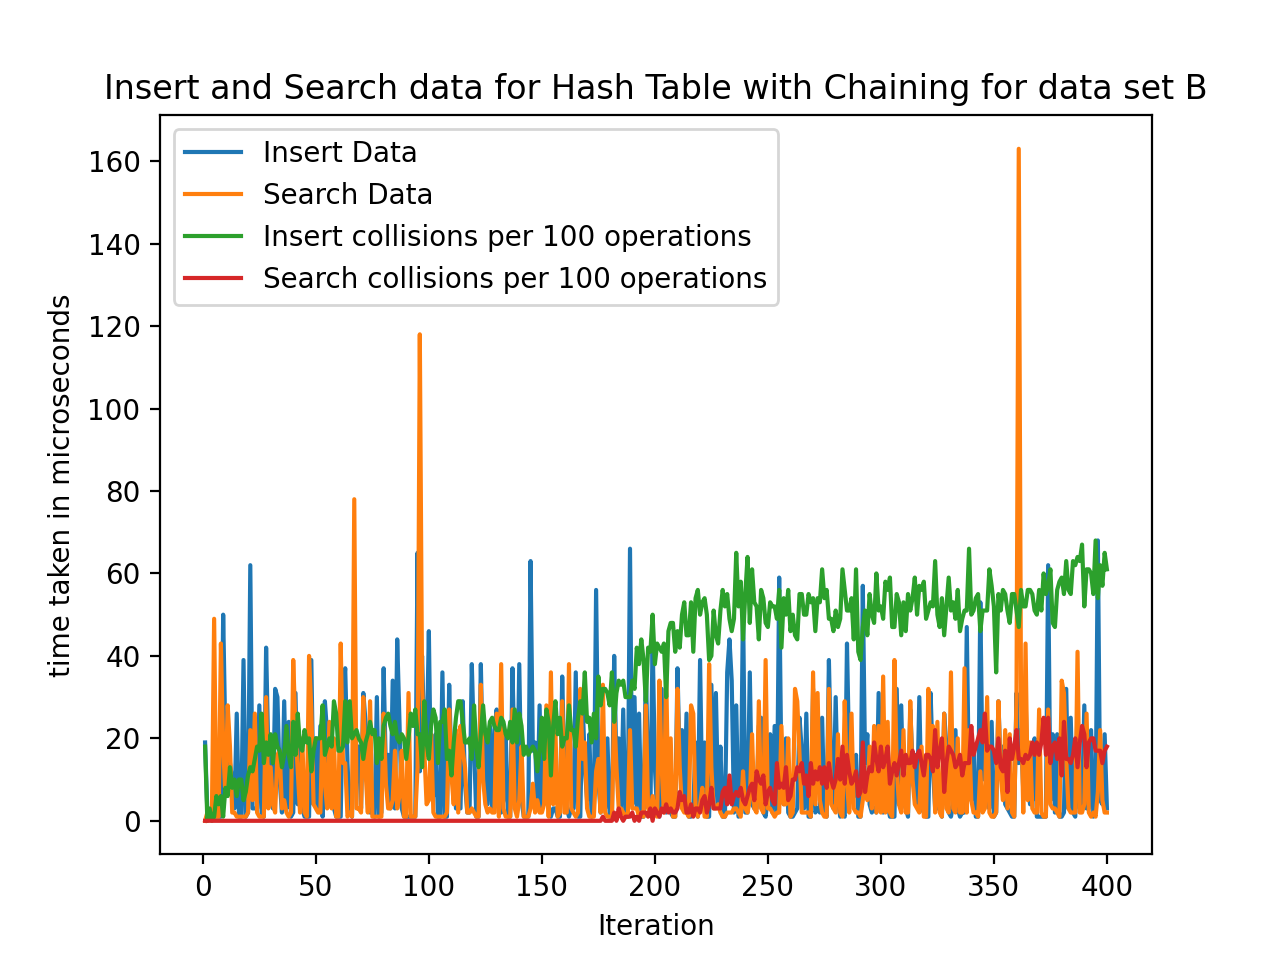 Insert and Search data for Hash Table with Chaining for data set B
Insert Data
Search Data
Insert collisions per 100 operations
Search collisions per 100 operations
time taken in microseconds
160
140
120
100
80
60
40
20
0
0 50 100 150 200 250 300 350 400
Iteration